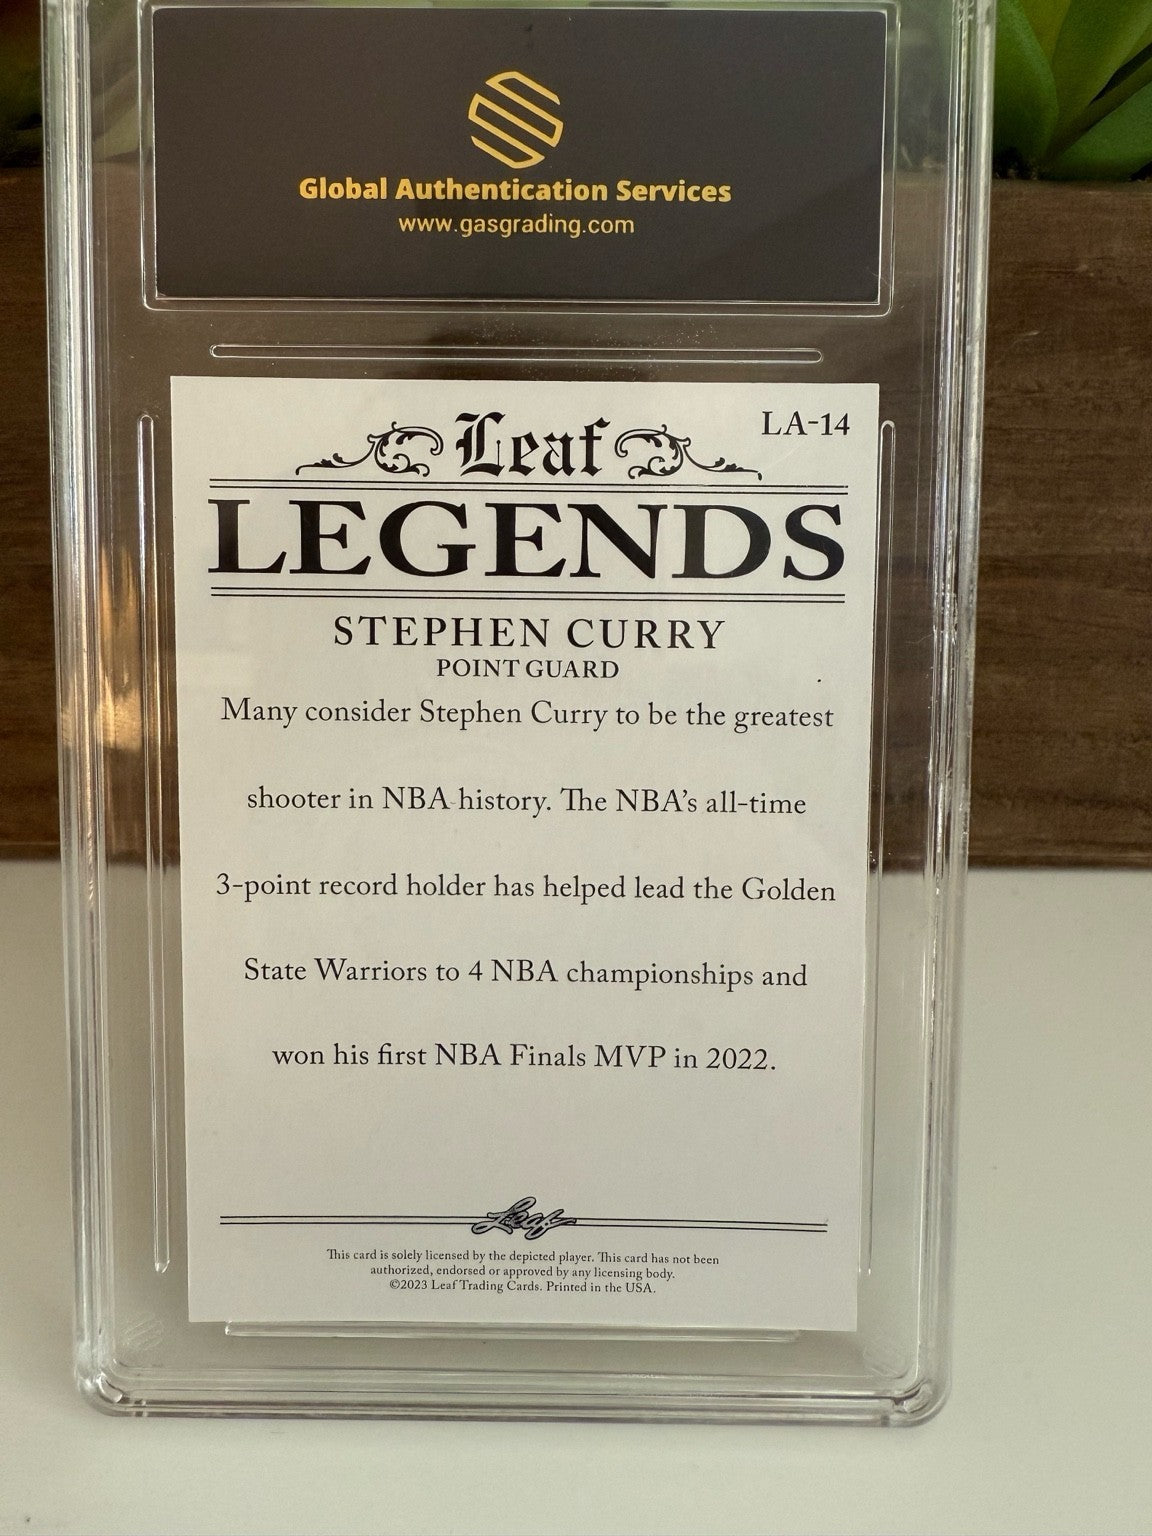 Global Authentication Services
www.gasgrading.com
LA-14
Leaf
LEGENDS
STEPHEN CURRY
POINT GUARD
Many consider Stephen Curry to be the greatest
shooter in NBA history. The NBA's all-time
3-point record holder has helped lead the Golden
State Warriors to 4 NBA championships and
won his first NBA Finals MVP in 2022.
Leaf
This card is solely licensed by the depicted player. This card has not been
authorized, endorsed or approved by any licensing body.
©2023 Leaf Trading Cards. Printed in the USA.